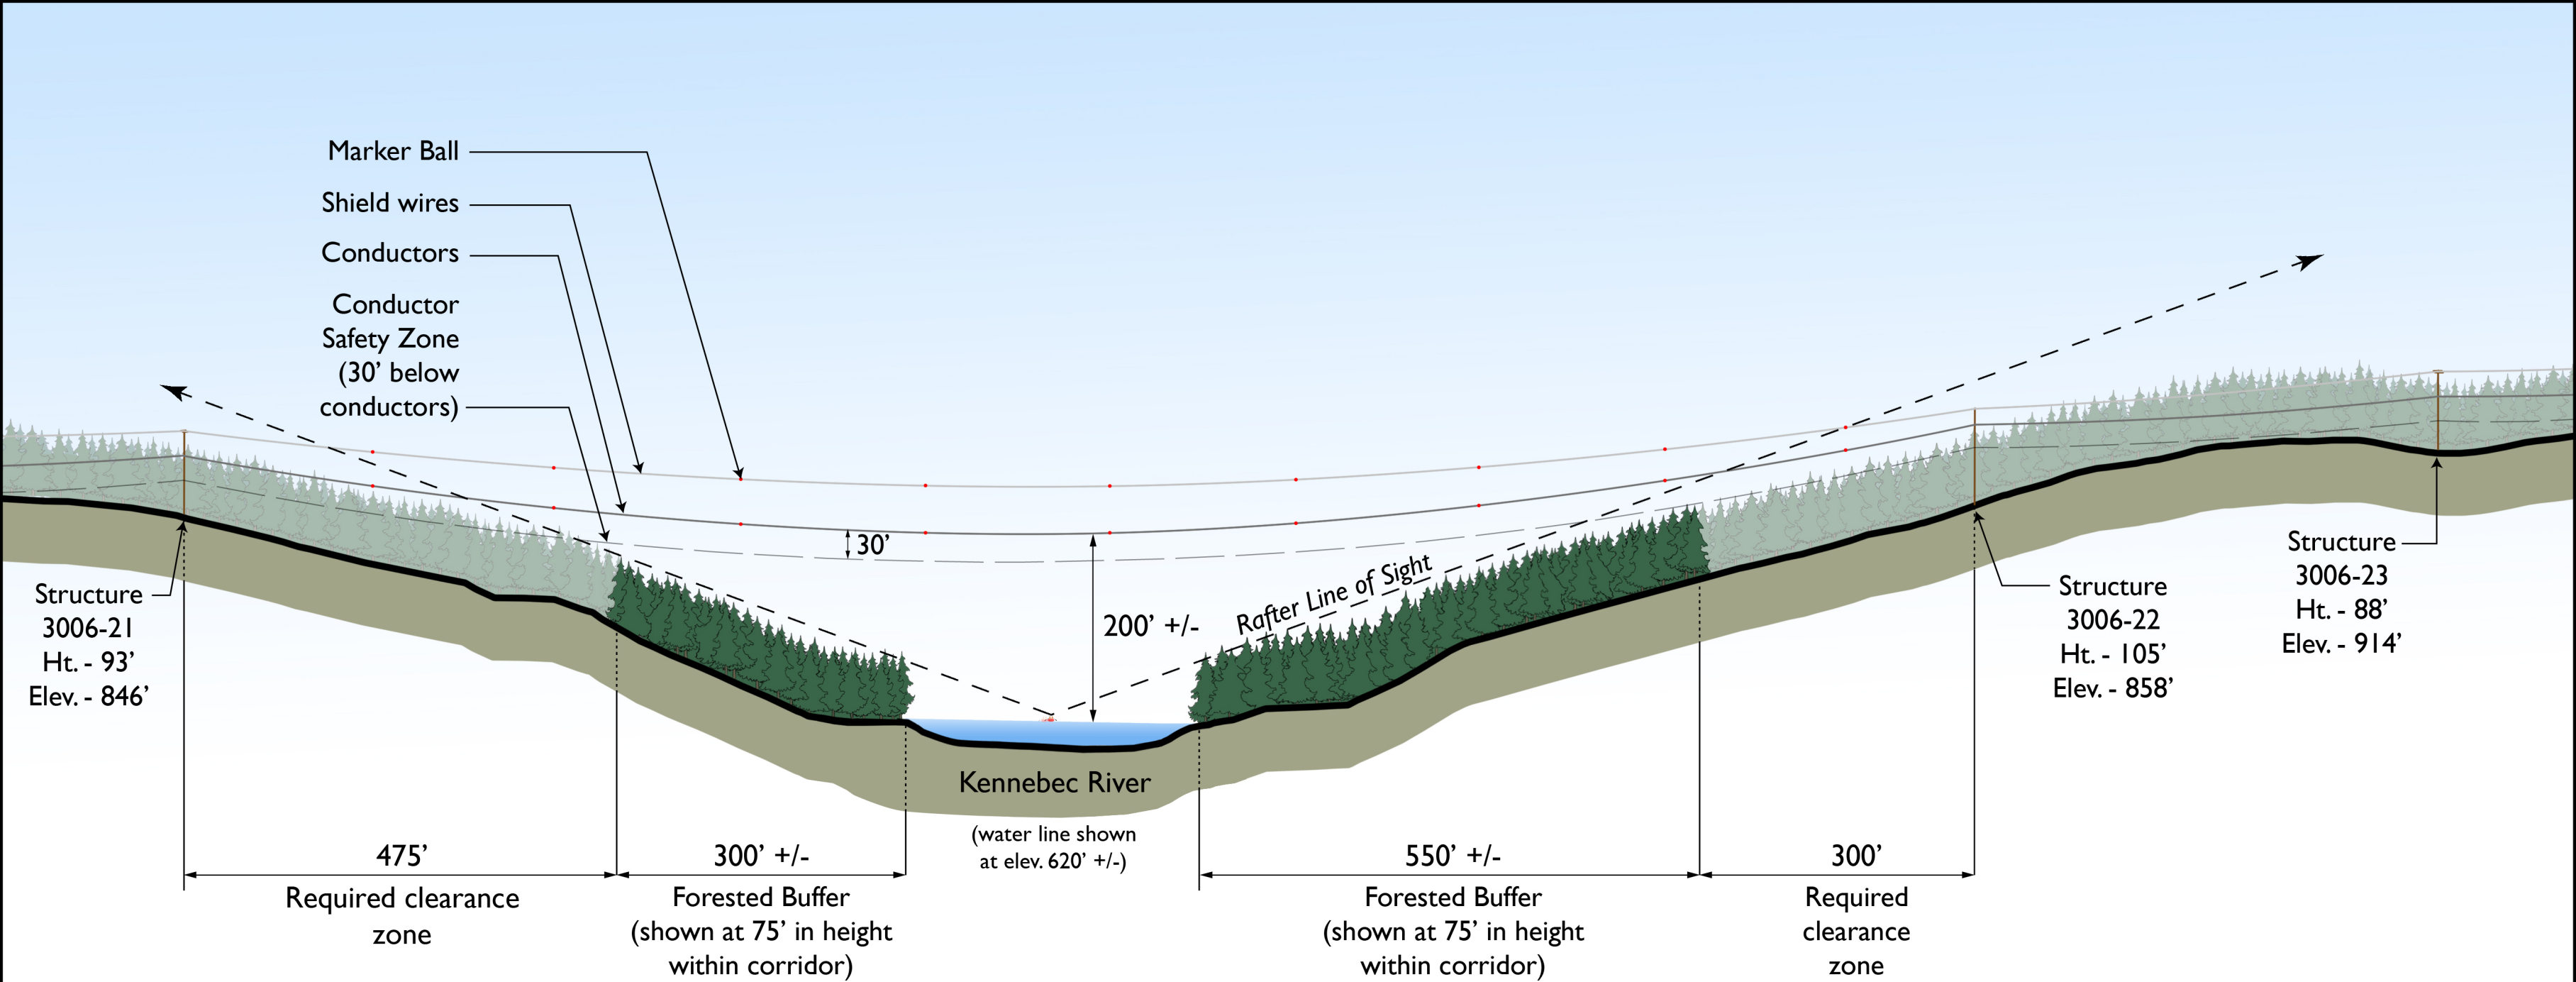 Marker Ball
Shield wires
Conductors
Conductor
Safety Zone
(30’ below
conductors)
30’
200’ +/-
Rafter Line of Sight
Structure
3006-21
Ht. - 93’
Elev. - 846’
Structure
3006-22
Ht. - 105’
Elev. - 858’
Structure
3006-23
Ht. - 88’
Elev. - 914’
Kennebec River
(water line shown
at elev. 620’ +/-)
475’
Required clearance
zone
300’ +/-
Forested Buffer
(shown at 75’ in height
within corridor)
550’ +/-
Forested Buffer
(shown at 75’ in height
within corridor)
300’
Required
clearance
zone